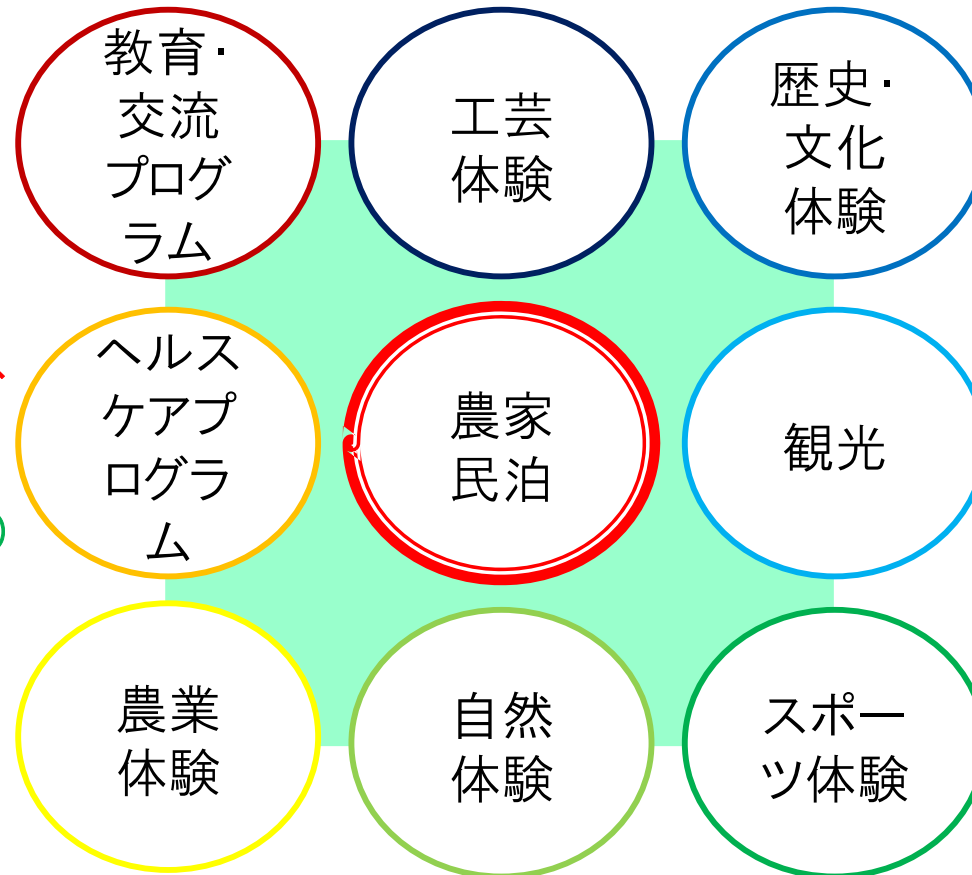 教育・
交流
プログ
ラム
工芸
体験
歴史・
文化
体験
ヘルス
ケアプ
ログラ
ム
農家
民泊
観光
農業
体験
自然
体験
スポー
ツ体験